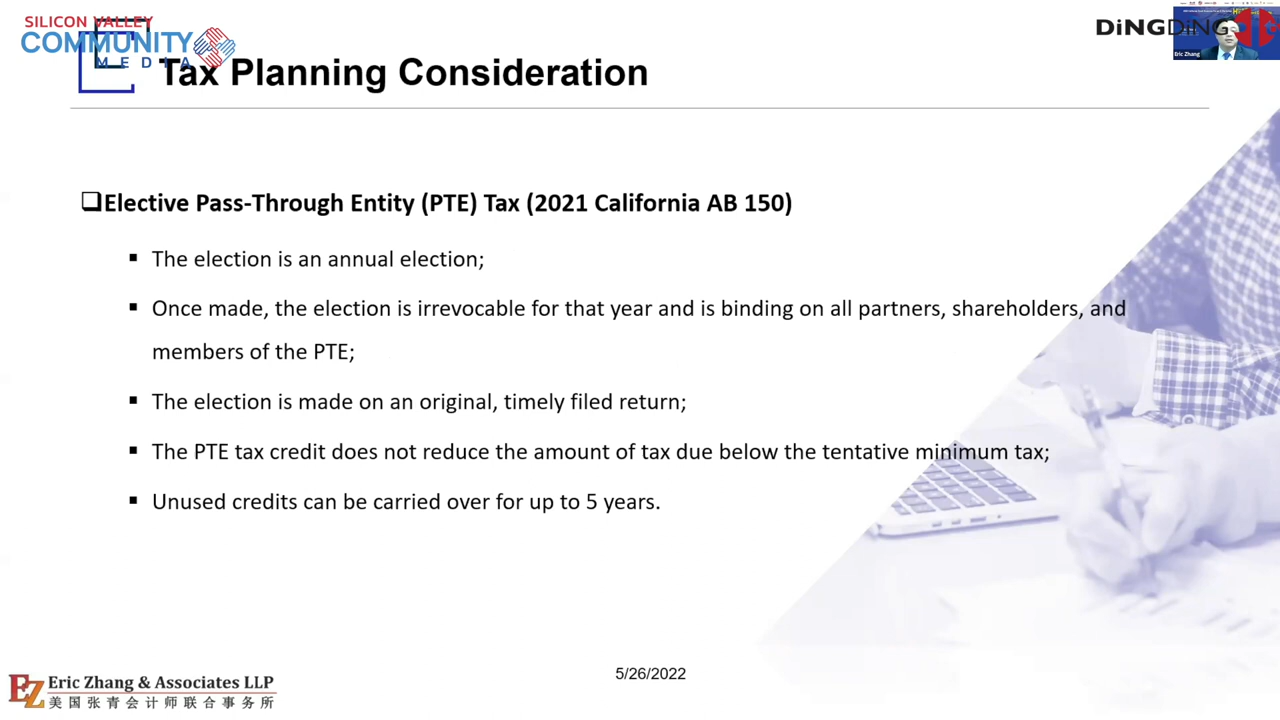 SILICON VALLEY
COMMUNITY
MEDIA
DiNGDiNG
Eric Zhang
Tax Planning Consideration
Elective Pass-Through Entity (PTE) Tax (2021 California AB 150)
The election is an annual election;
Once made, the election is irrevocable for that year and is binding on all partners, shareholders, and
members of the PTE;
The election is made on an original, timely filed return;
The PTE tax credit does not reduce the amount of tax due below the tentative minimum tax;
Unused credits can be carried over for up to 5 years.
5/26/2022
EZ Eric Zhang & Associates LLP
美国张青会计师联合事务所